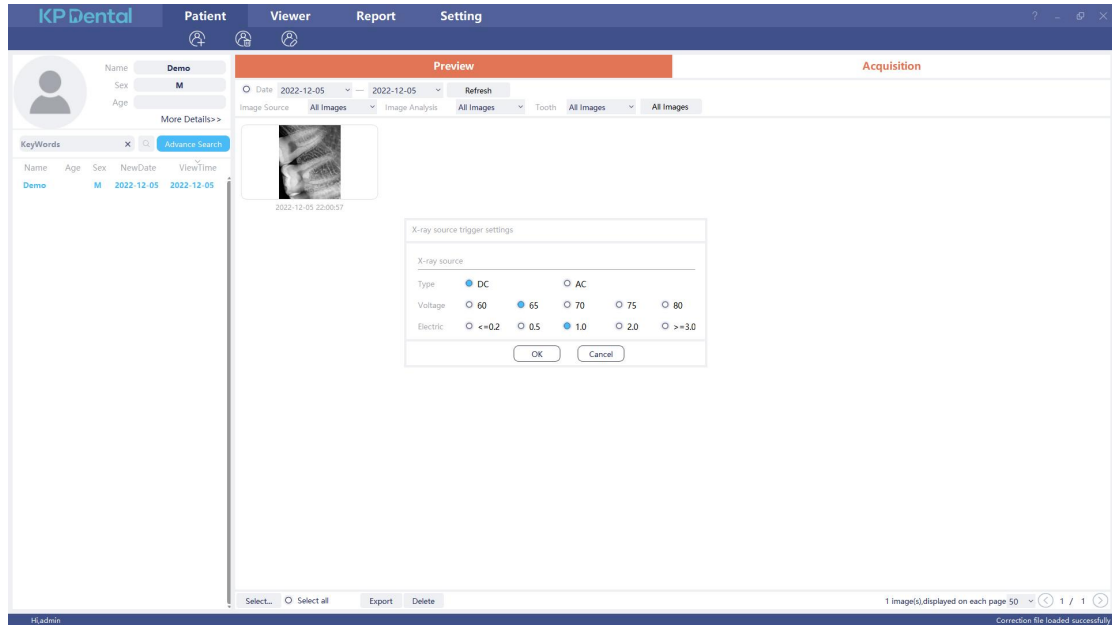 KP Dental Patient Viewer Report Setting ?
Name Demo
Sex M
Age
More Details>>
KeyWords Advance Search
Name Age Sex NewDate ViewTime
Demo M 2022-12-05 2022-12-05
Preview Acquisition
Date 2022-12-05 — 2022-12-05 Refresh
Image Source All Images Image Analysis All Images Tooth All Images All Images
2022-12-05 22:00:57
X-ray source trigger settings
X-ray source
Type DC AC
Voltage 60 65 70 75 80
Electric <=0.2 0.5 1.0 2.0 >=3.0
OK Cancel
Select... Select all Export Delete 1 image(s),displayed on each page 50 1 / 1
Hi,admin Correction file loaded successfully